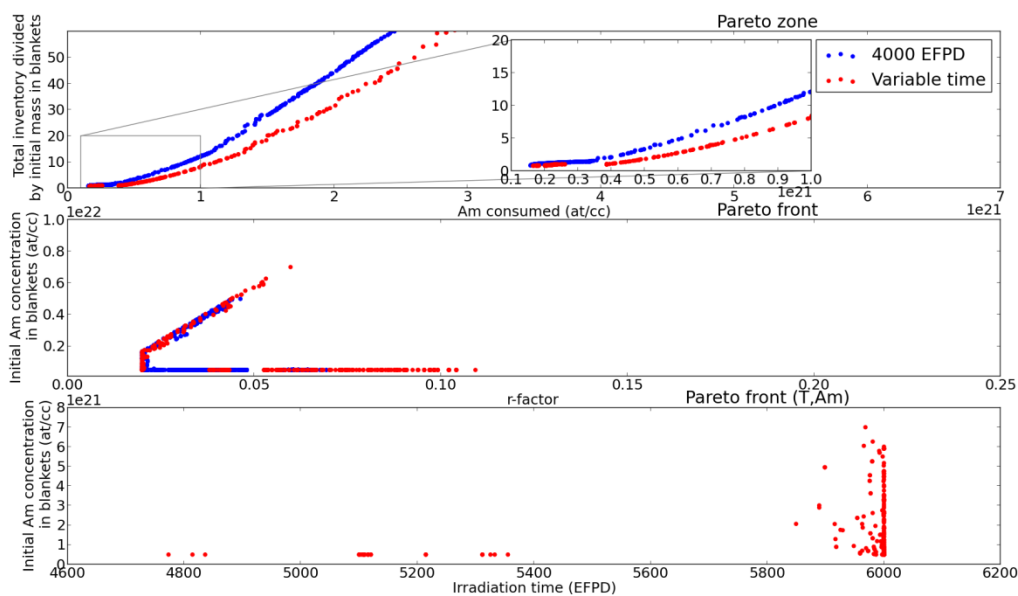 Pareto zone
Total inventory divided
by initial mass in blankets
60
50
40
30
20
10
0
0 1 2 3 4 5 6 7
1e21
Am consumed (at/cc)
20
15
10
5
0
0.1 0.2 0.3 0.4 0.5 0.6 0.7 0.8 0.9 1.0
1e21
4000 EFPD
Variable time
1e22
Pareto front
Initial Am concentration
in blankets (at/cc)
1.0
0.8
0.6
0.4
0.2
0.00 0.05 0.10 0.15 0.20 0.25
r-factor
1e21
Pareto front (T,Am)
Initial Am concentration
in blankets (at/cc)
8
7
6
5
4
3
2
1
0
4600 4800 5000 5200 5400 5600 5800 6000 6200
Irradiation time (EFPD)